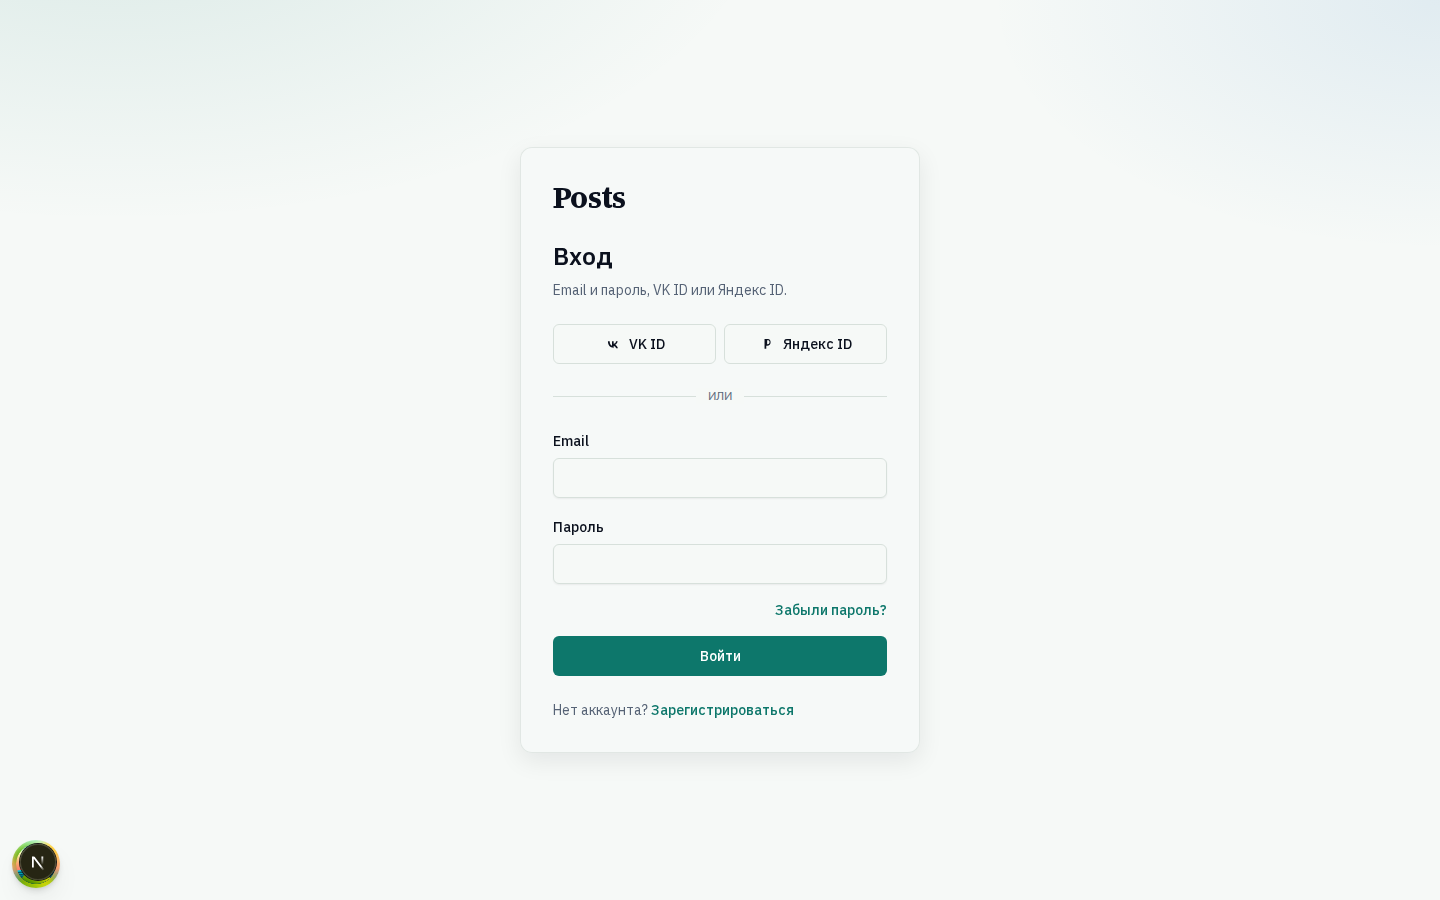 Posts
Вход
Email и пароль, VK ID или Яндекс ID.
VK ID
Яндекс ID
или
Email
Пароль
Забыли пароль?
Войти
Нет аккаунта? Зарегистрироваться
N